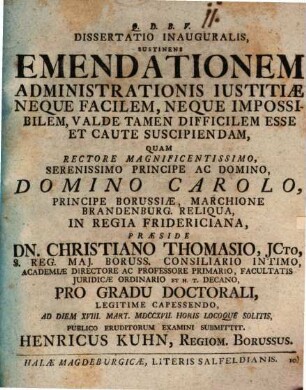 Q. D. B. V.
DISSERTATIO INAUGURALIS,
SUSTINENS
EMENDATIONEM
ADMINISTRATIONIS IUSTITIÆ
NEQUE FACILEM, NEQUE IMPOSSI-
BILEM, VALDE TAMEN DIFFICILEM ESSE
ET CAUTE SUSCIPIENDAM,
QUAM
RECTORE MAGNIFICENTISSIMO,
SERENISSIMO PRINCIPE AC DOMINO,
DOMINO CAROLO,
PRINCIPE BORUSSIÆ, MARCHIONE
BRANDENBURG. RELIQUA,
IN REGIA FRIDERICIANA,
PRÆSIDE
DN. CHRISTIANO THOMASIO, JCTO,
S. REG. MAJ. BORUSS. CONSILIARIO INTIMO,
ACADEMIÆ DIRECTORE AC PROFESSORE PRIMARIO, FACULTATIS
JURIDICÆ ORDINARIO ET H. T. DECANO,
PRO GRADU DOCTORALI,
LEGITIME CAPESSENDO,
AD DIEM XVIII. MART. MDCCXVII. HORIS LOCOQUE SOLITIS,
PUBLICO ERUDITORUM EXAMINI SUBMITTIT.
HENRICUS KUHN, Regiom. Borussus.
HALÆ MAGDEBURGICÆ, LITERIS SALFELDIANIS.